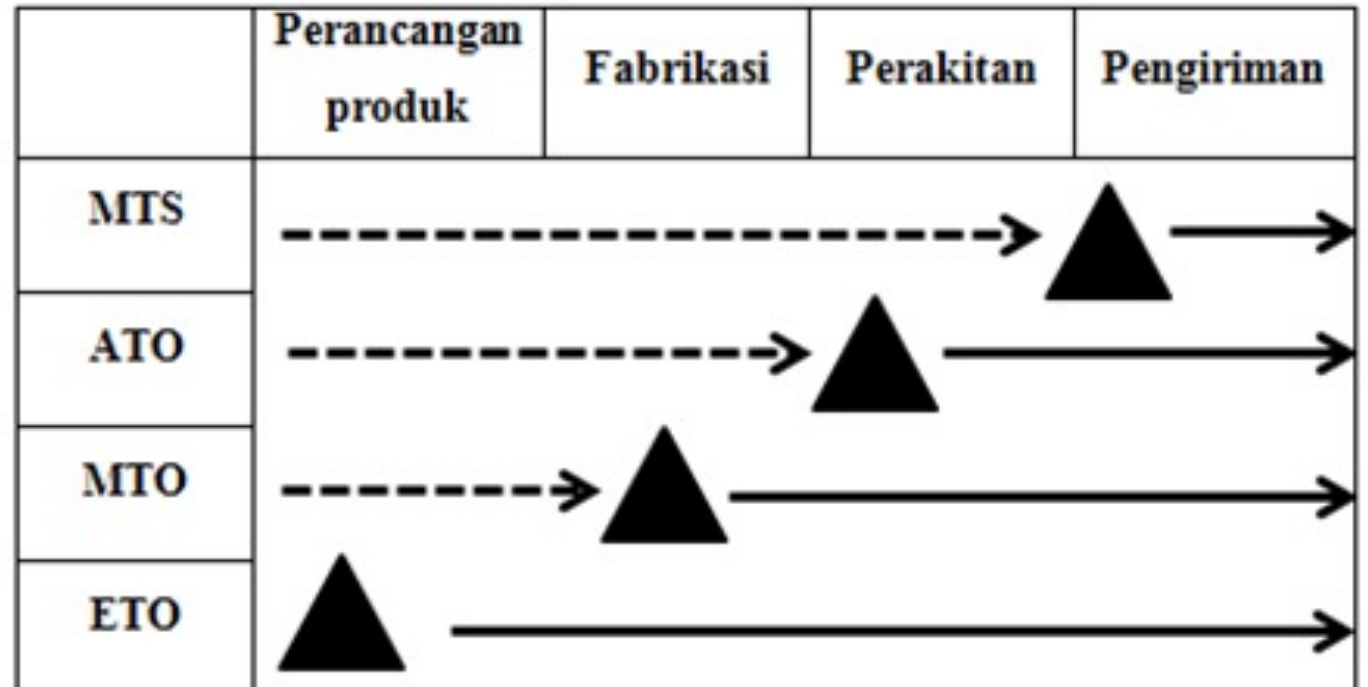 Perancangan
produk
Fabrikasi
Perakitan
Pengiriman
MTS
ATO
MTO
ETO